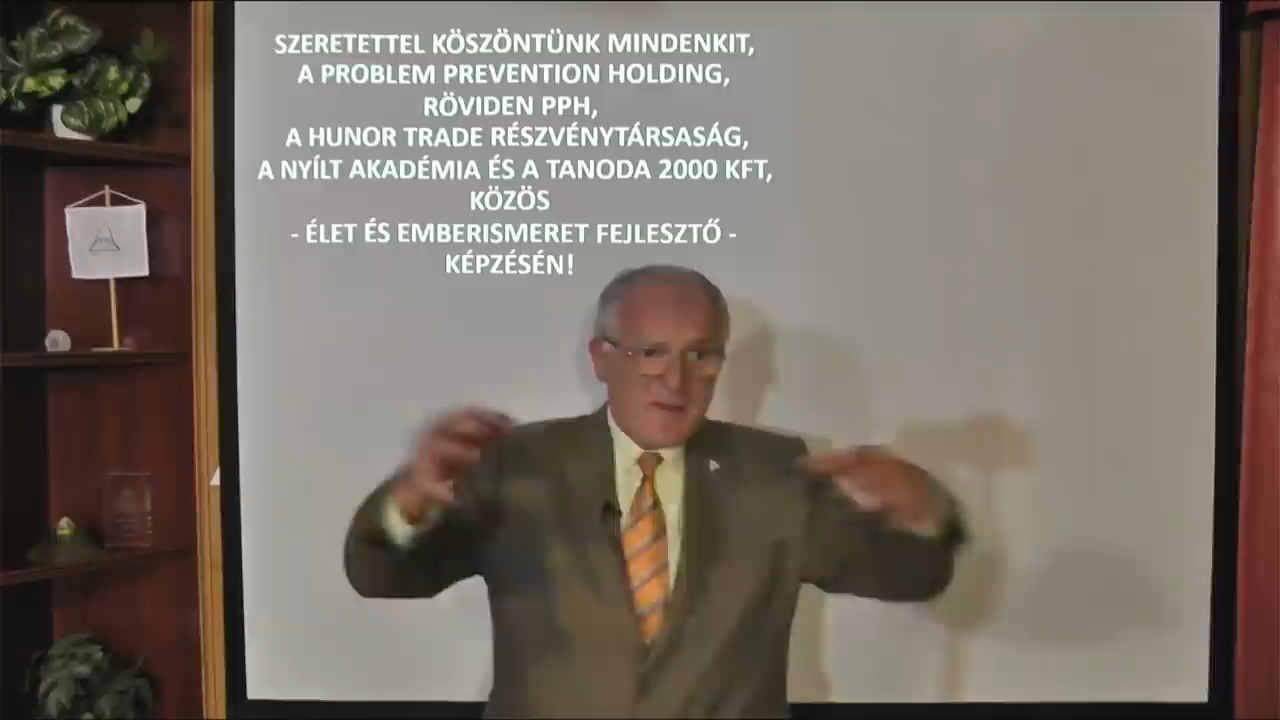 SZERETETTEL KÖSZÖNTÜNK MINDENKIT,
A PROBLEM PREVENTION HOLDING,
RÖVIDEN PPH,
A HUNOR TRADE RÉSZVÉNYTÁRSASÁG,
A NYÍLT AKADÉMIA ÉS A TANODA 2000 KFT,
KÖZÖS
- ÉLET ÉS EMBERISMERET FEJLESZTŐ -
KÉPZÉSÉN!